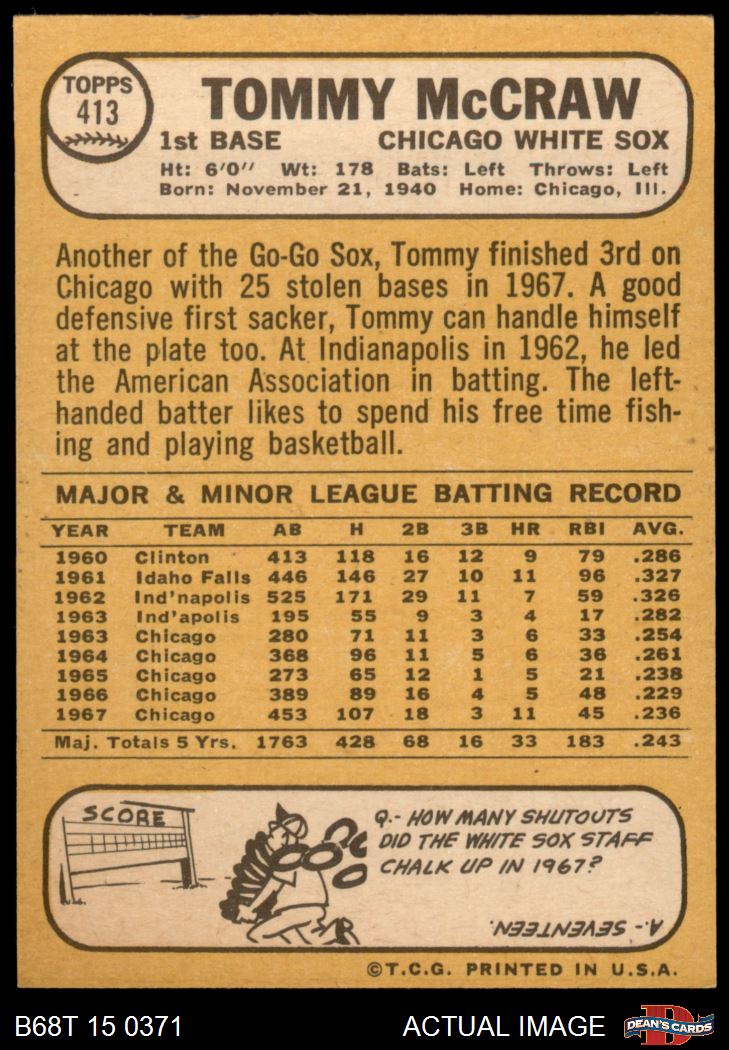 TOPPS
413
TOMMY McCRAW
1st BASE CHICAGO WHITE SOX
Ht: 6'0" Wt: 178 Bats: Left Throws: Left
Born: November 21, 1940 Home: Chicago, Ill.
Another of the Go-Go Sox, Tommy finished 3rd on
Chicago with 25 stolen bases in 1967. A good
defensive first sacker, Tommy can handle himself
at the plate too. At Indianapolis in 1962, he led
the American Association in batting. The left-
handed batter likes to spend his free time fish-
ing and playing basketball.
MAJOR & MINOR LEAGUE BATTING RECORD
YEAR TEAM AB H 2B 3B HR RBI AVG.
1960 Clinton 413 118 16 12 9 79 .286
1961 Idaho Falls 446 146 27 10 11 96 .327
1962 Ind'napolis 525 171 29 11 7 59 .326
1963 Ind'apolis 195 55 9 3 4 17 .282
1963 Chicago 280 71 11 3 6 33 .254
1964 Chicago 368 96 11 5 6 36 .261
1965 Chicago 273 65 12 1 5 21 .238
1966 Chicago 389 89 16 4 5 48 .229
1967 Chicago 453 107 18 3 11 45 .236
Maj. Totals 5 Yrs. 1763 428 68 16 33 183 .243
SCORE
Q.- HOW MANY SHUTOUTS
DID THE WHITE SOX STAFF
CHALK UP IN 1967?
A.- SEVENTEEN.
©T.C.G. PRINTED IN U.S.A.
B68T 15 0371 ACTUAL IMAGE
D
DEAN'S CARDS